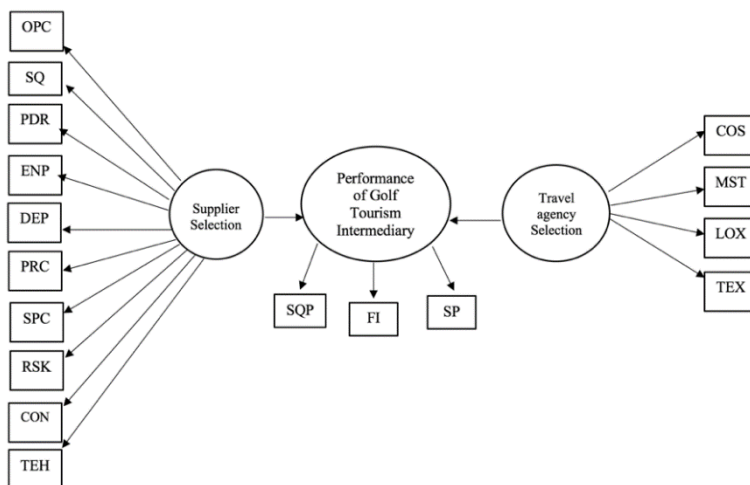 OPC
SQ
PDR
ENP
DEP
PRC
SPC
RSK
CON
TEH
Supplier
Selection
Performance
of Golf
Tourism
Intermediary
SQP
FI
SP
Travel
agency
Selection
COS
MST
LOX
TEX